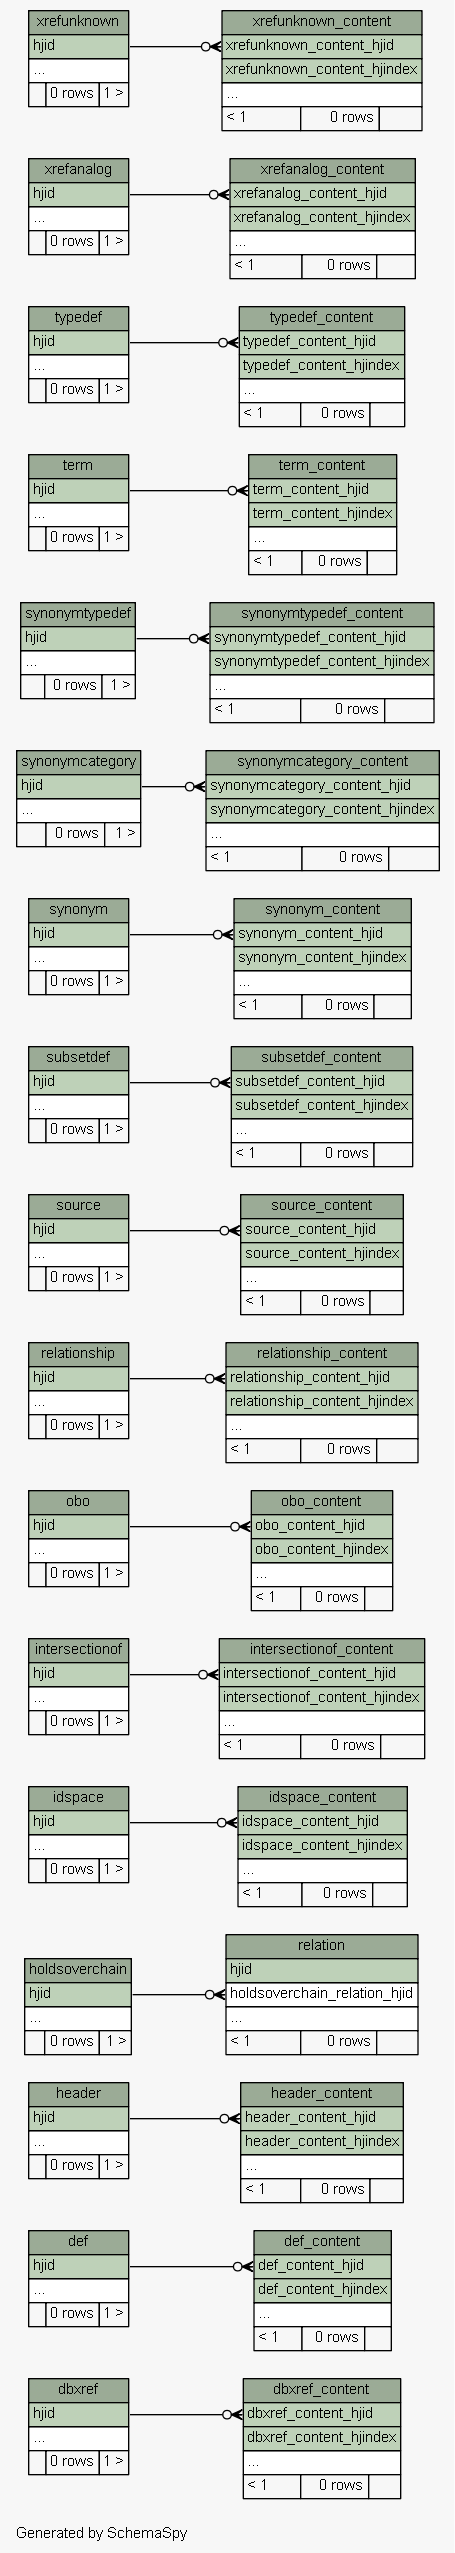 xrefunknown xrefunknown_content
hjid xrefunknown_content_hjid
... xrefunknown_content_hjindex
0 rows 1 > ...
< 1 0 rows
xrefanalog xrefanalog_content
hjid xrefanalog_content_hjid
... xrefanalog_content_hjindex
0 rows 1 > ...
< 1 0 rows
typedef typedef_content
hjid typedef_content_hjid
... typedef_content_hjindex
0 rows 1 > ...
< 1 0 rows
term term_content
hjid term_content_hjid
... term_content_hjindex
0 rows 1 > ...
< 1 0 rows
synonymtypedef synonymtypedef_content
hjid synonymtypedef_content_hjid
... synonymtypedef_content_hjindex
0 rows 1 > ...
< 1 0 rows
synonymcategory synonymcategory_content
hjid synonymcategory_content_hjid
... synonymcategory_content_hjindex
0 rows 1 > ...
< 1 0 rows
synonym synonym_content
hjid synonym_content_hjid
... synonym_content_hjindex
0 rows 1 > ...
< 1 0 rows
subsetdef subsetdef_content
hjid subsetdef_content_hjid
... subsetdef_content_hjindex
0 rows 1 > ...
< 1 0 rows
source source_content
hjid source_content_hjid
... source_content_hjindex
0 rows 1 > ...
< 1 0 rows
relationship relationship_content
hjid relationship_content_hjid
... relationship_content_hjindex
0 rows 1 > ...
< 1 0 rows
obo obo_content
hjid obo_content_hjid
... obo_content_hjindex
0 rows 1 > ...
< 1 0 rows
intersectionof intersectionof_content
hjid intersectionof_content_hjid
... intersectionof_content_hjindex
0 rows 1 > ...
< 1 0 rows
idspace idspace_content
hjid idspace_content_hjid
... idspace_content_hjindex
0 rows 1 > ...
< 1 0 rows
relation
holdsoverchain hjid
hjid holdsoverchain_relation_hjid
... ...
0 rows 1 > < 1 0 rows
header header_content
hjid header_content_hjid
... header_content_hjindex
0 rows 1 > ...
< 1 0 rows
def def_content
hjid def_content_hjid
... def_content_hjindex
0 rows 1 > ...
< 1 0 rows
dbxref dbxref_content
hjid dbxref_content_hjid
... dbxref_content_hjindex
0 rows 1 > ...
< 1 0 rows
Generated by SchemaSpy